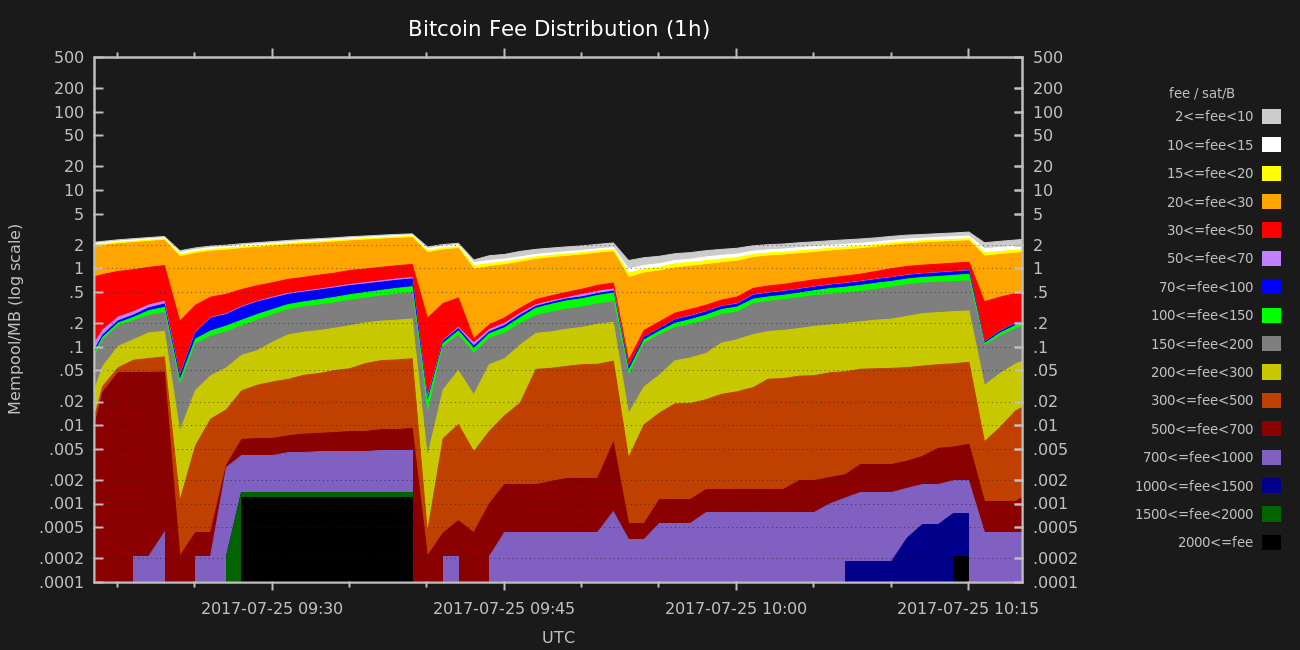 Bitcoin Fee Distribution (1h)
500
200
100
50
20
10
5
2
1
.5
.2
.1
.05
.02
.01
.005
.002
.001
.0005
.0002
.0001
Mempool/MB (log scale)
500
200
100
50
20
10
5
2
1
.5
.2
.1
.05
.02
.01
.005
.002
.001
.0005
.0002
.0001
2017-07-25 09:30
2017-07-25 09:45
2017-07-25 10:00
2017-07-25 10:15
UTC
fee / sat/B
2<=fee<10
10<=fee<15
15<=fee<20
20<=fee<30
30<=fee<50
50<=fee<70
70<=fee<100
100<=fee<150
150<=fee<200
200<=fee<300
300<=fee<500
500<=fee<700
700<=fee<1000
1000<=fee<1500
1500<=fee<2000
2000<=fee